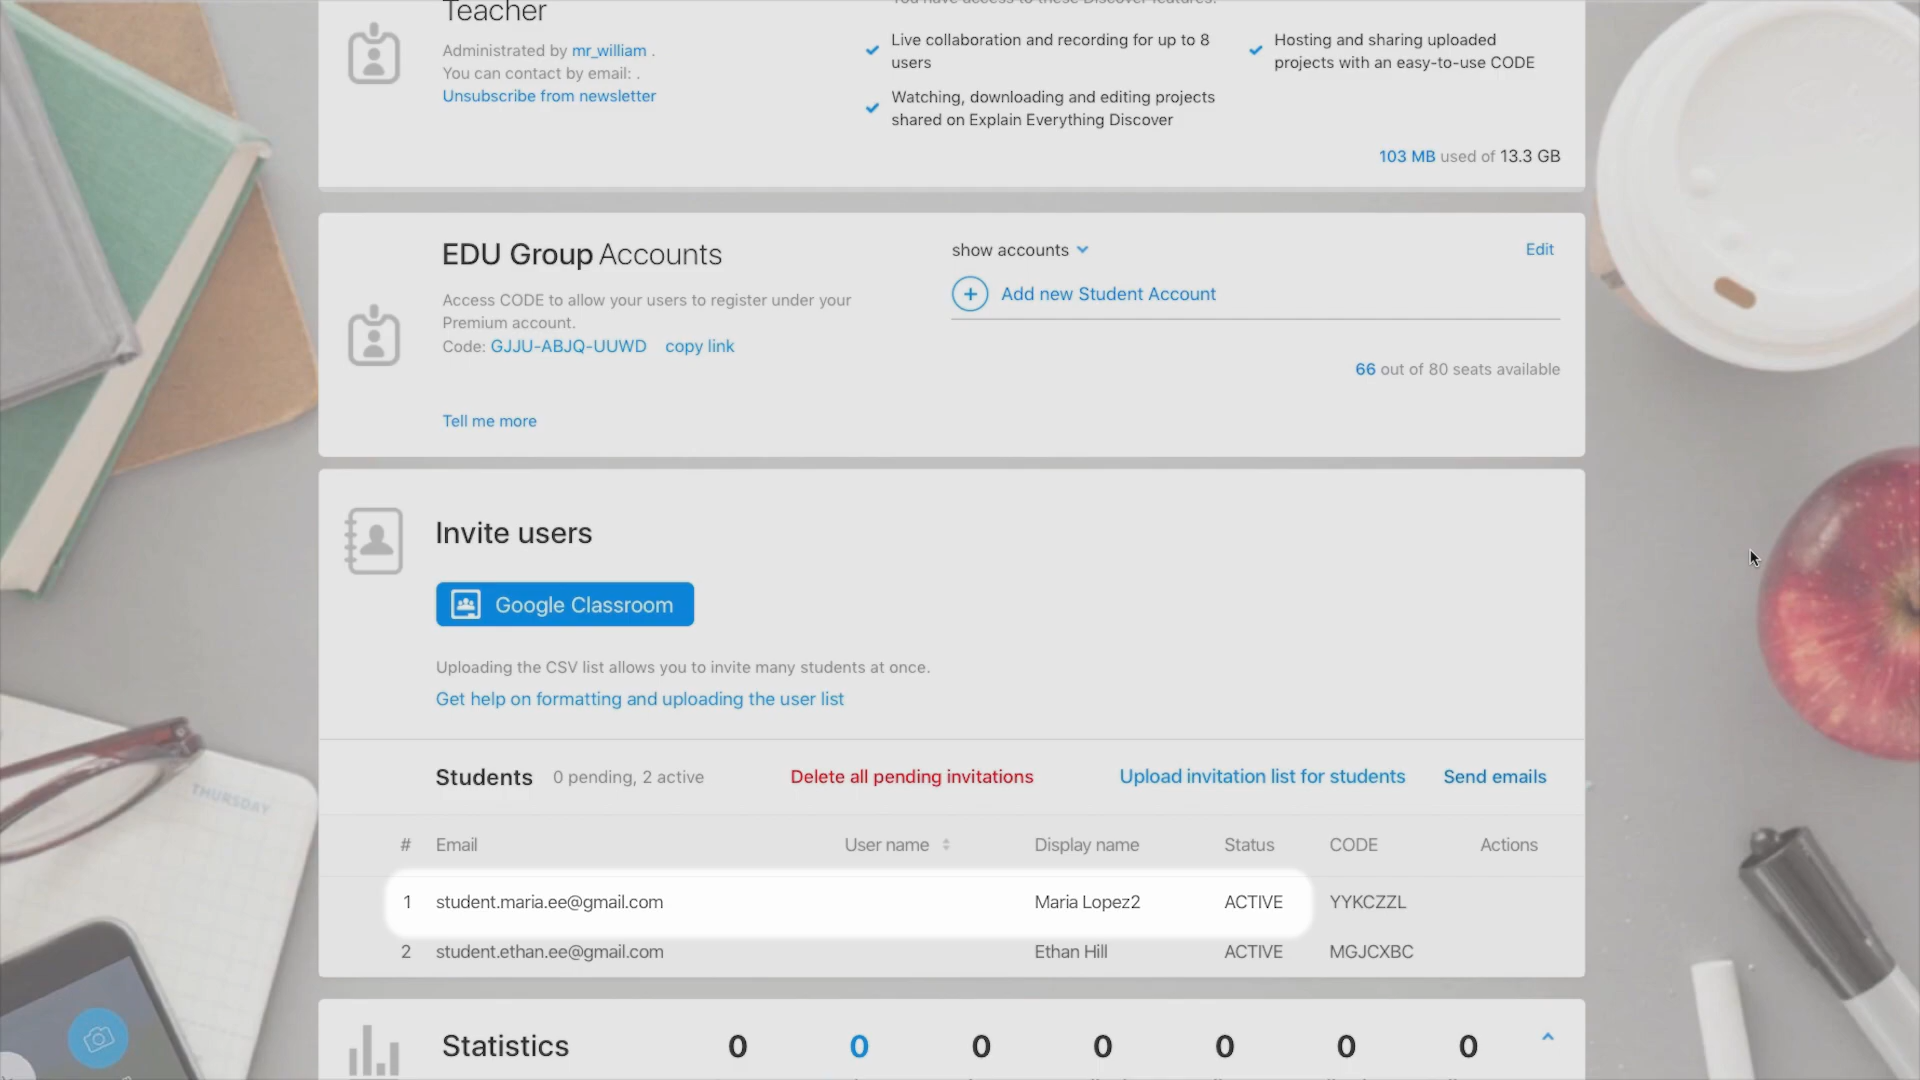 Teacher
You have access to these Discover features:
Administrated by mr_william .
You can contact by email: .
Unsubscribe from newsletter
Live collaboration and recording for up to 8
users
Hosting and sharing uploaded
projects with an easy-to-use CODE
Watching, downloading and editing projects
shared on Explain Everything Discover
103 MB used of 13.3 GB
EDU Group Accounts
show accounts
Edit
Access CODE to allow your users to register under your
Premium account.
Code: GJJU-ABJQ-UUWD copy link
Add new Student Account
66 out of 80 seats available
Tell me more
Invite users
Google Classroom
Uploading the CSV list allows you to invite many students at once.
Get help on formatting and uploading the user list
Students 0 pending, 2 active Delete all pending invitations Upload invitation list for students Send emails
# Email User name Display name Status CODE Actions
1 student.maria.ee@gmail.com Maria Lopez2 ACTIVE YYKCZZL
2 student.ethan.ee@gmail.com Ethan Hill ACTIVE MGJCXBC
Statistics 0 0 0 0 0 0 0
THURSDAY